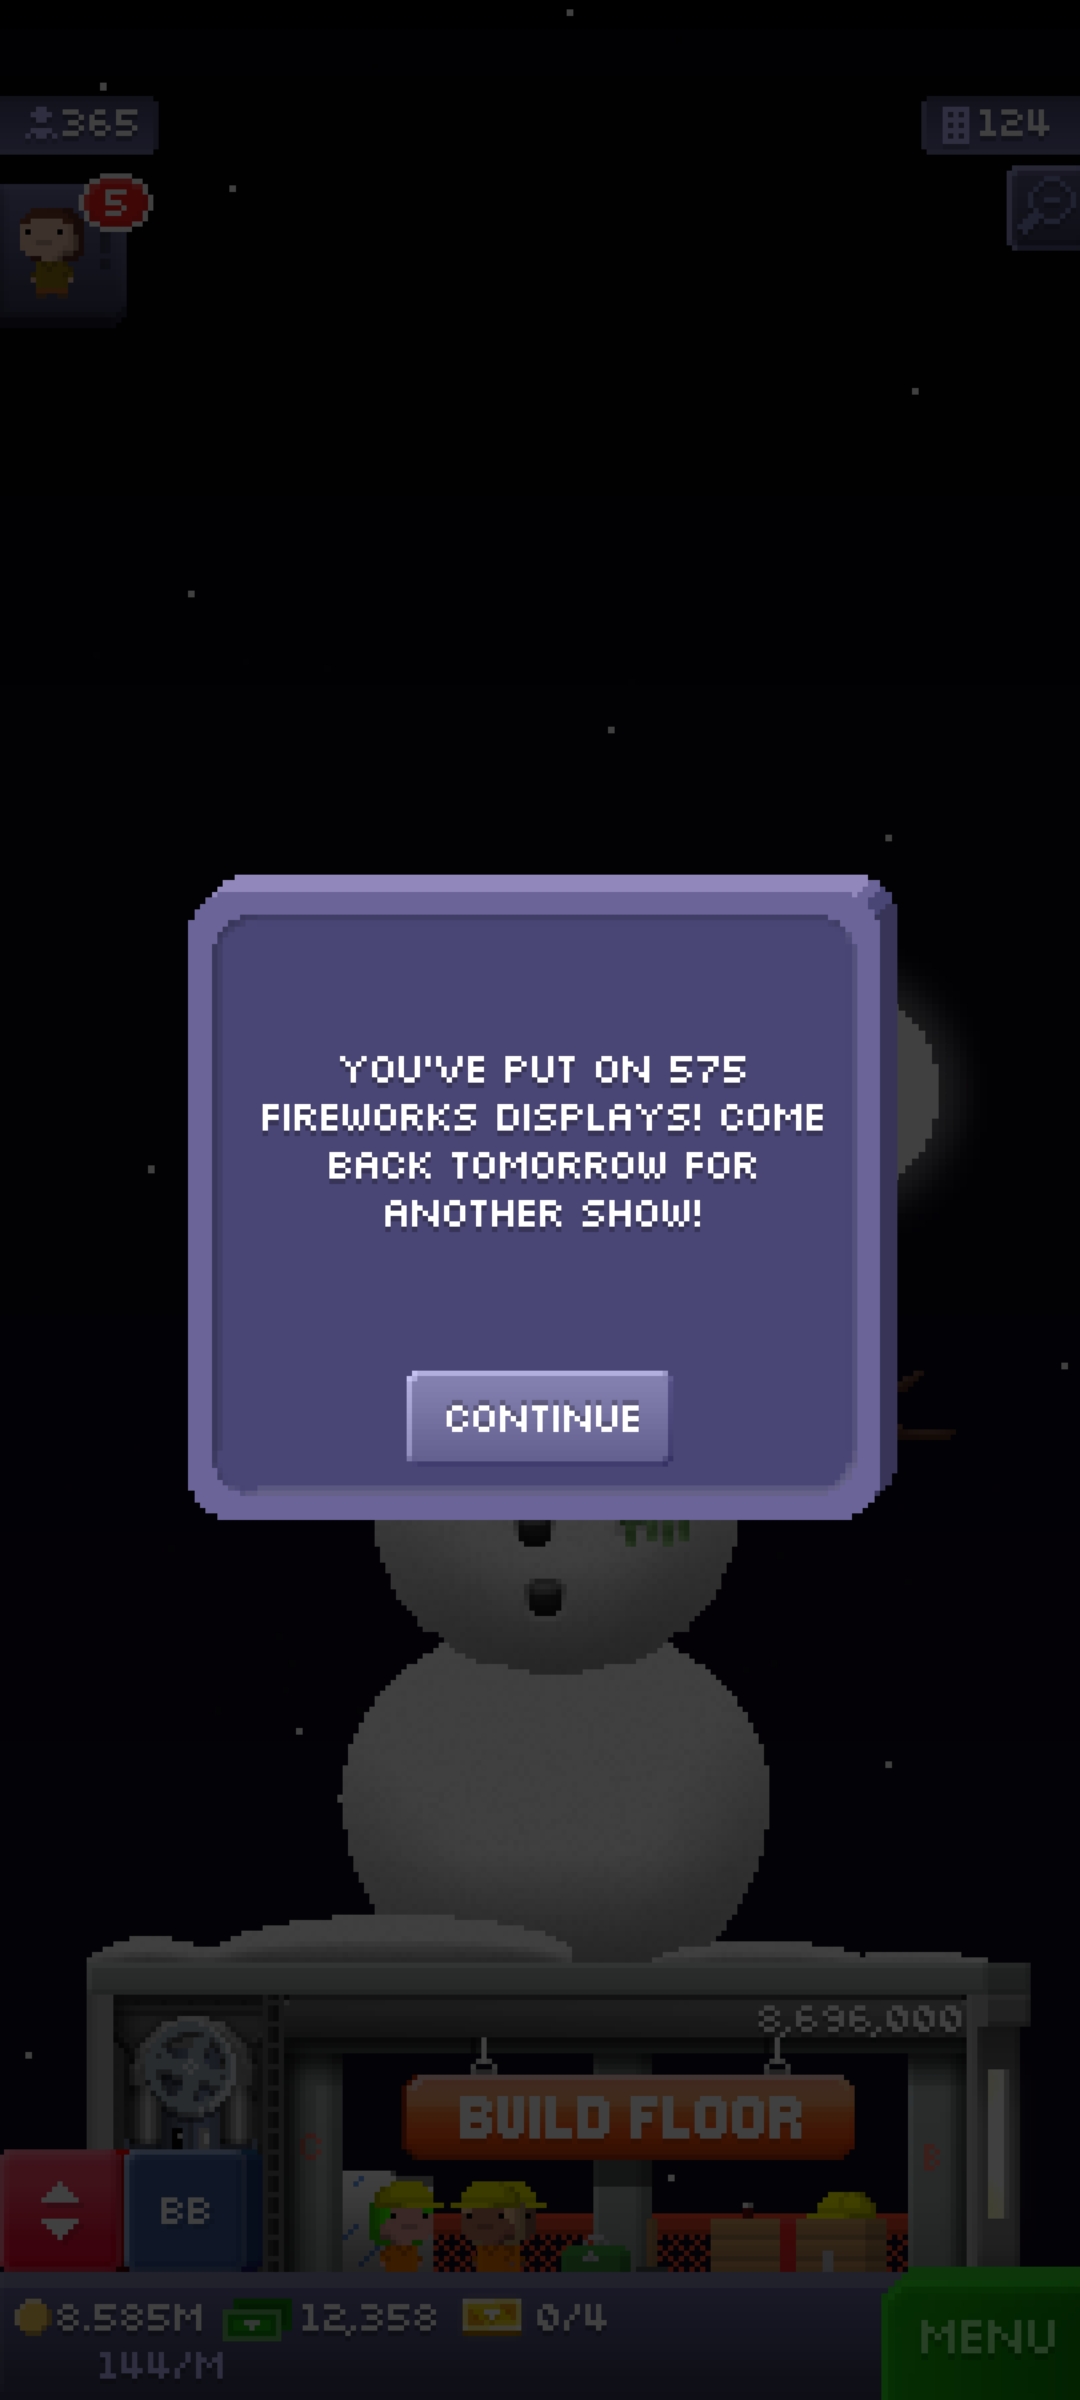 365
124
5
YOU'VE PUT ON 575
FIREWORKS DISPLAYS! COME
BACK TOMORROW FOR
ANOTHER SHOW!
CONTINUE
8,696,000
BUILD FLOOR
BB
8.585M 12,358 0/4
144/M
MENU